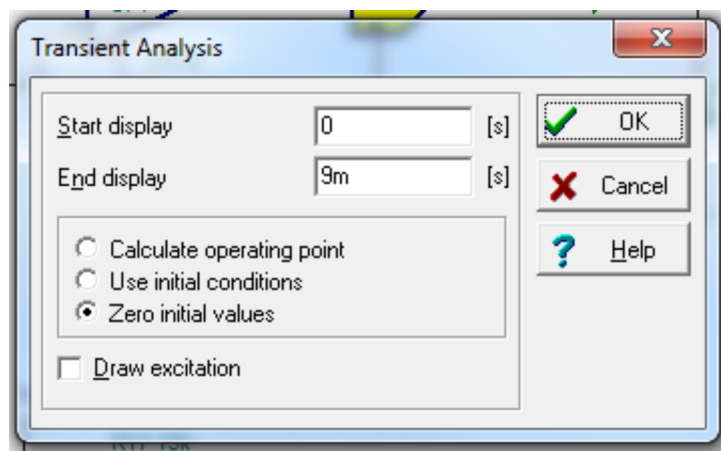 Transient Analysis
Start display 0 [s] OK
End display 9m [s] Cancel
Calculate operating point Help
Use initial conditions
Zero initial values
Draw excitation